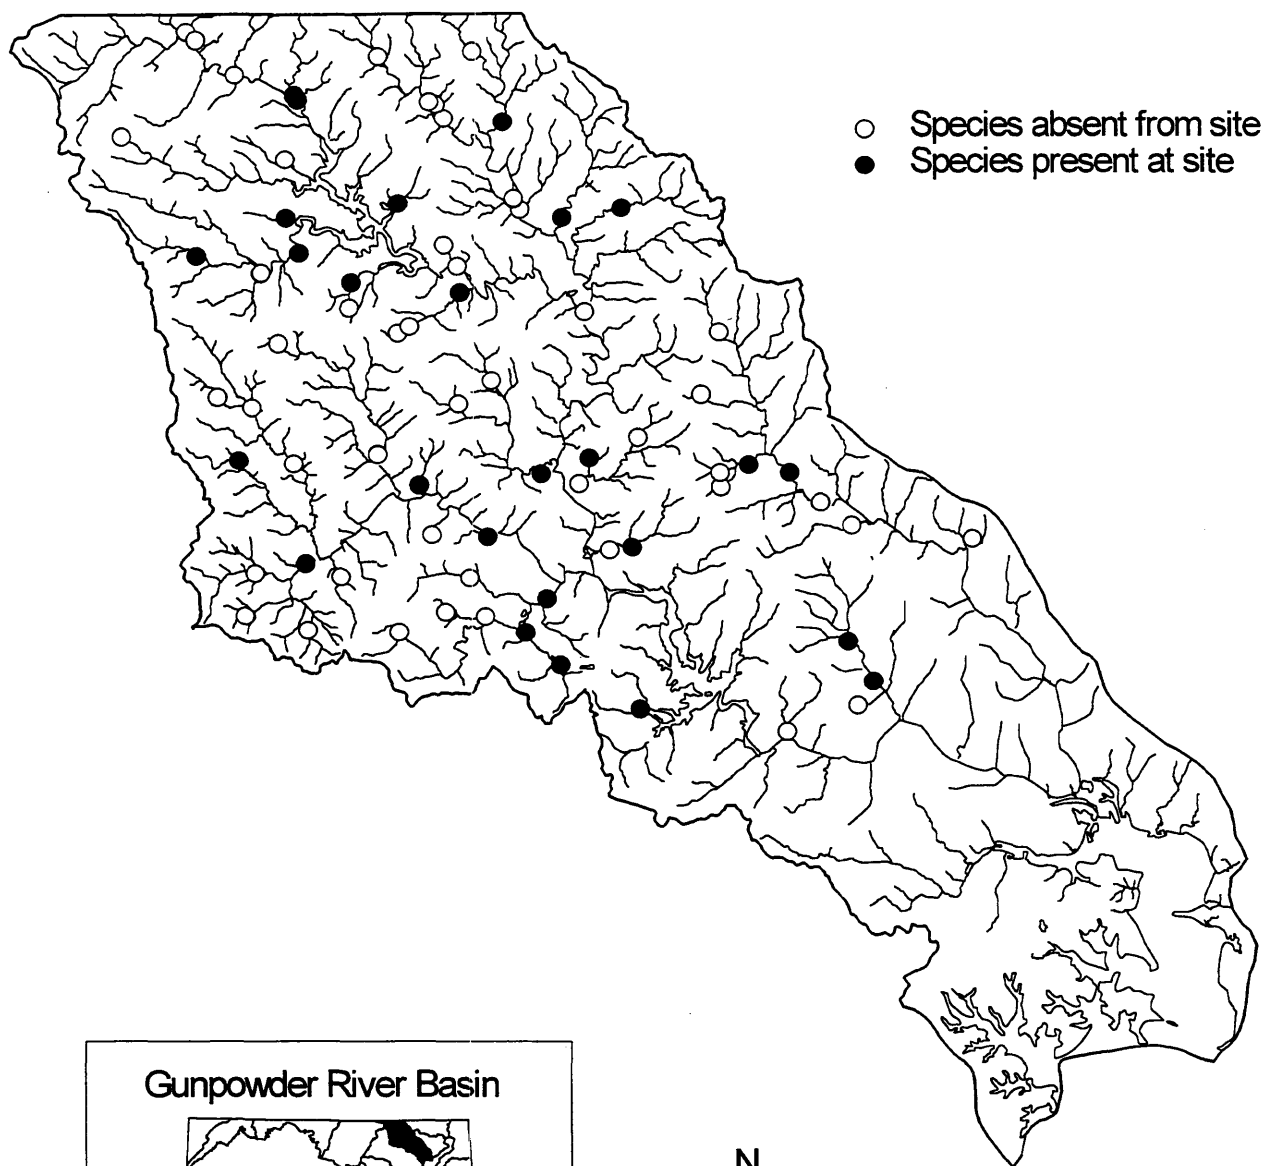 Species absent from site
Species present at site
Gunpowder River Basin
N